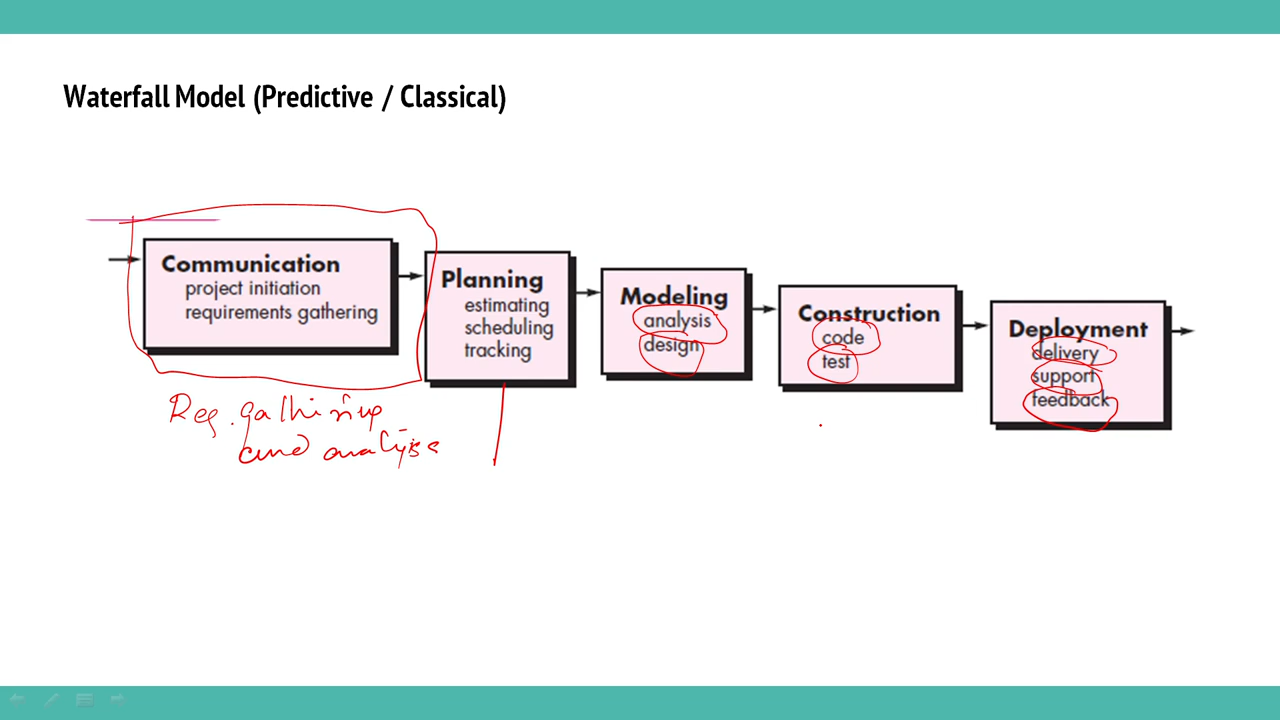 Waterfall Model (Predictive / Classical)
Communication
project initiation
requirements gathering
Planning
estimating
scheduling
tracking
Modeling
analysis
design
Construction
code
test
Deployment
delivery
support
feedback
Req. gathering
and analysis